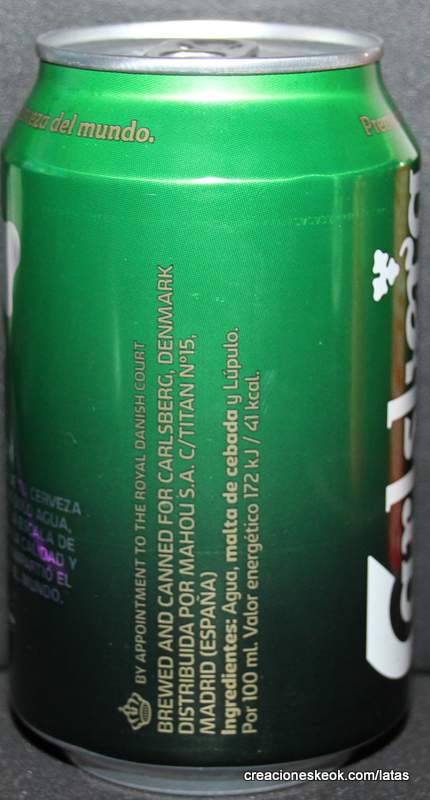 del mundo.
BY APPOINTMENT TO THE ROYAL DANISH COURT
BREWED AND CANNED FOR CARLSBERG, DENMARK
DISTRIBUIDA POR MAHOU S.A. C/TITAN Nº15,
MADRID (ESPAÑA)
Ingredientes: Agua, malta de cebada y Lúpulo.
Por 100 ml. Valor energético 172 kJ / 41 kcal.
CERVEZA
AGUA,
DE
Y
EL
MUNDO.
Carlsberg
creacioneskeok.com/latas